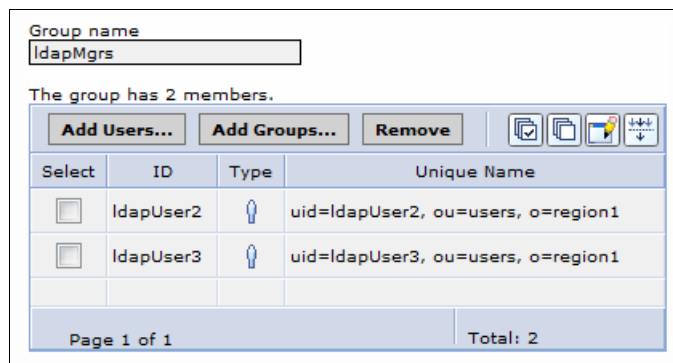 Group name
ldapMgrs
The group has 2 members.
Add Users... Add Groups... Remove
Select ID Type Unique Name
ldapUser2 uid=ldapUser2, ou=users, o=region1
ldapUser3 uid=ldapUser3, ou=users, o=region1
Page 1 of 1 Total: 2